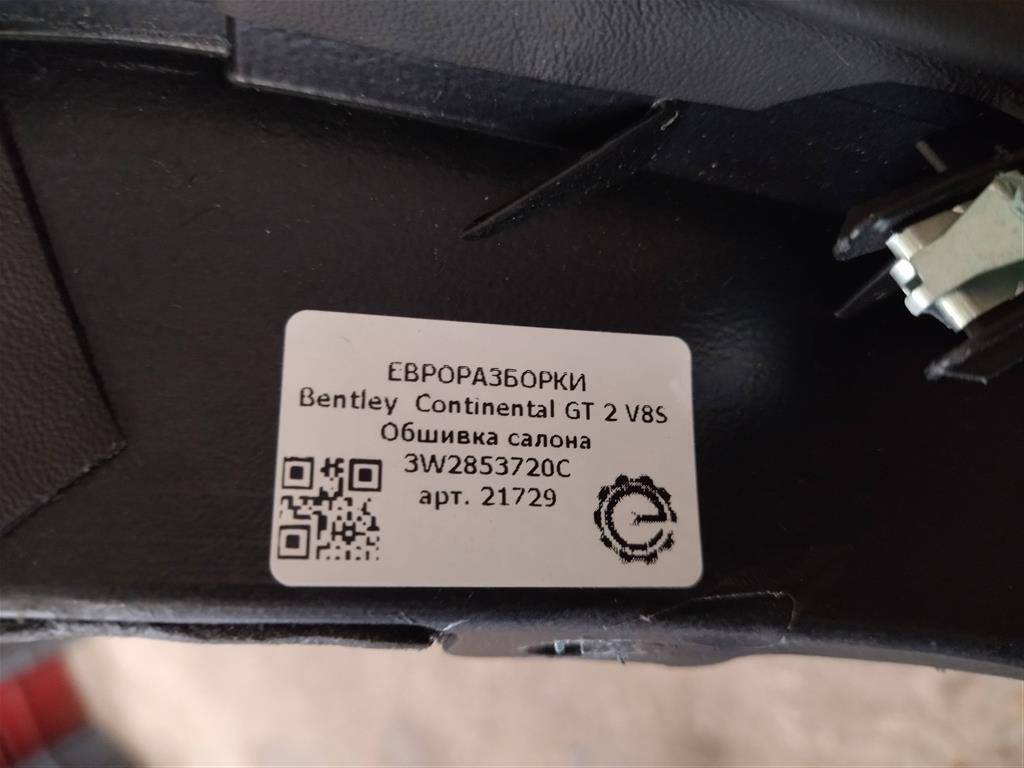 ЕВРОРАЗБОРКИ
Bentley Continental GT 2 V8S
Обшивка салона
3W2853720C
арт. 21729